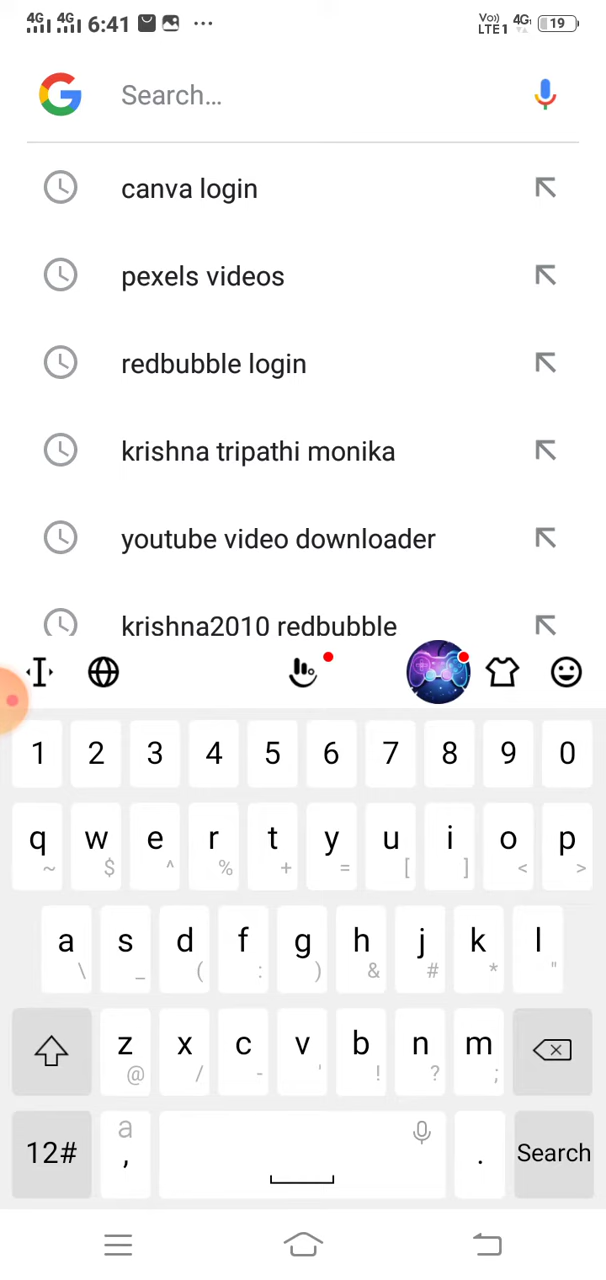 4G 4G 6:41 ... Vo)) LTE1 4G 19
G Search...
canva login
pexels videos
redbubble login
krishna tripathi monika
youtube video downloader
krishna2010 redbubble
1 2 3 4 5 6 7 8 9 0
q w e r t y u i o p
~ $ ^ % + = [ ] < >
a s d f g h j k l
\ _ ( : ) & # * "
z x c v b n m
@ / - ' ! ? ;
12# a , . Search